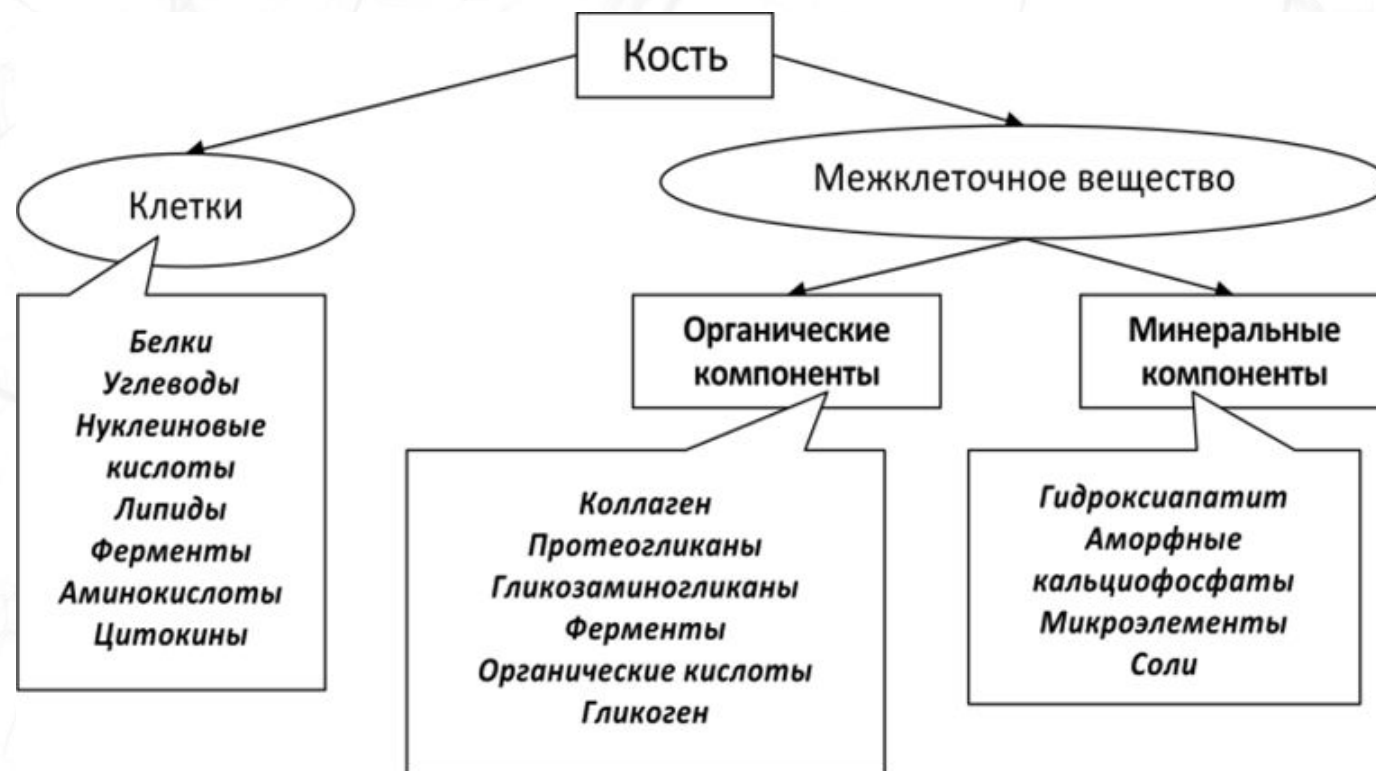 Кость
Клетки
Межклеточное вещество
Белки
Углеводы
Нуклеиновые
кислоты
Липиды
Ферменты
Аминокислоты
Цитокины
Органические
компоненты
Коллаген
Протеогликаны
Гликозаминогликаны
Ферменты
Органические кислоты
Гликоген
Минеральные
компоненты
Гидроксиапатит
Аморфные
кальциофосфаты
Микроэлементы
Соли